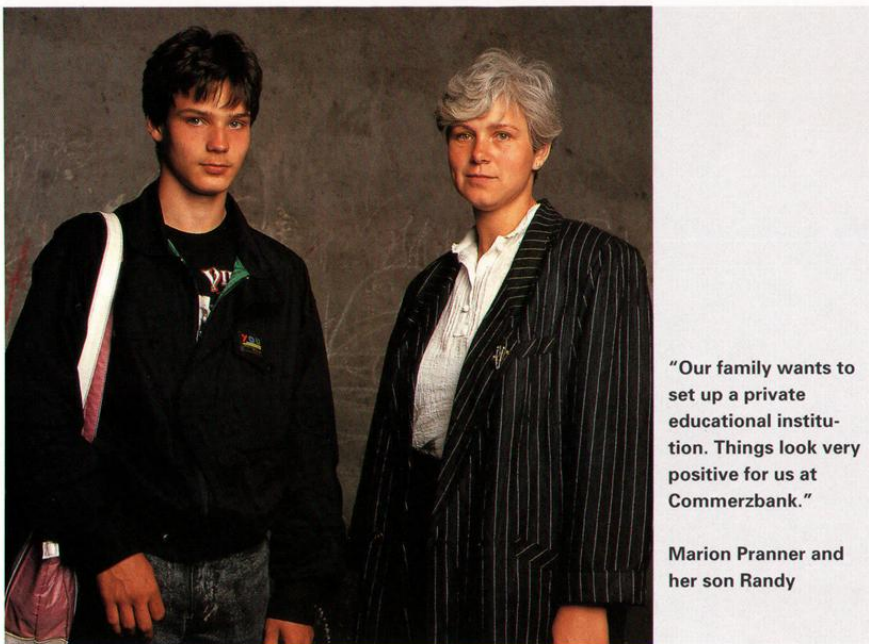 you
"Our family wants to
set up a private
educational institu-
tion. Things look very
positive for us at
Commerzbank."
Marion Pranner and
her son Randy